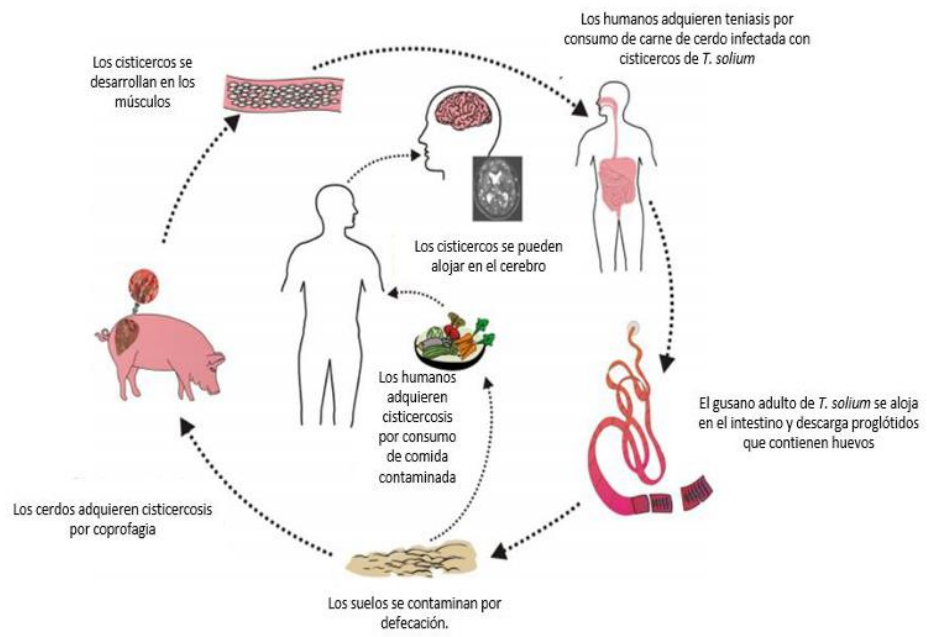 Los humanos adquieren teniasis por
consumo de carne de cerdo infectada con
cisticercos de T. solium
Los cisticercos se
desarrollan en los
músculos
Los cisticercos se pueden
alojar en el cerebro
Los humanos
adquieren
cisticercosis
por consumo
de comida
contaminada
El gusano adulto de T. solium se aloja
en el intestino y descarga proglótidos
que contienen huevos
Los cerdos adquieren cisticercosis
por coprofagia
Los suelos se contaminan por
defecación.